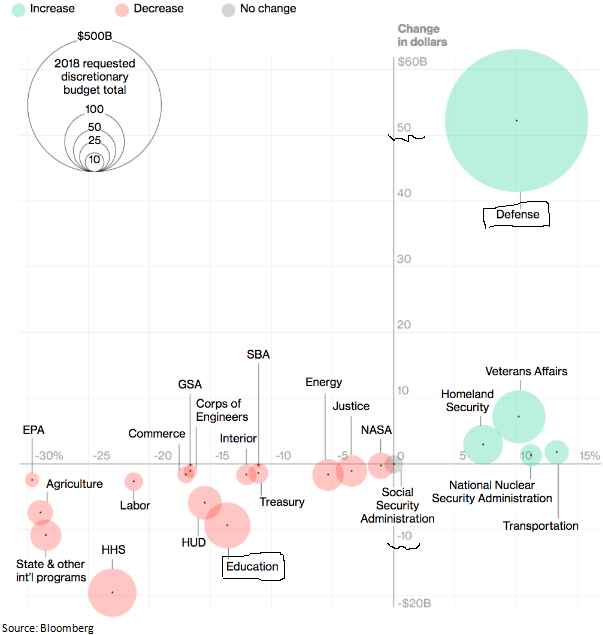 Increase
Decrease
No change
$500B
2018 requested
discretionary
budget total
100
50
25
10
Change
in dollars
$60B
50
40
Defense
30
20
SBA
Veterans Affairs
GSA
Energy
10
Homeland
Security
Corps of
Engineers
Justice
EPA
Commerce
Interior
NASA
-30%
-25
-20
-15
-10
-5
0
5
10
15%
Agriculture
Labor
Treasury
Social
Security
Administration
National Nuclear
Security Administration
Transportation
HUD
-10
State & other
int'l programs
HHS
Education
-$20B
Source: Bloomberg